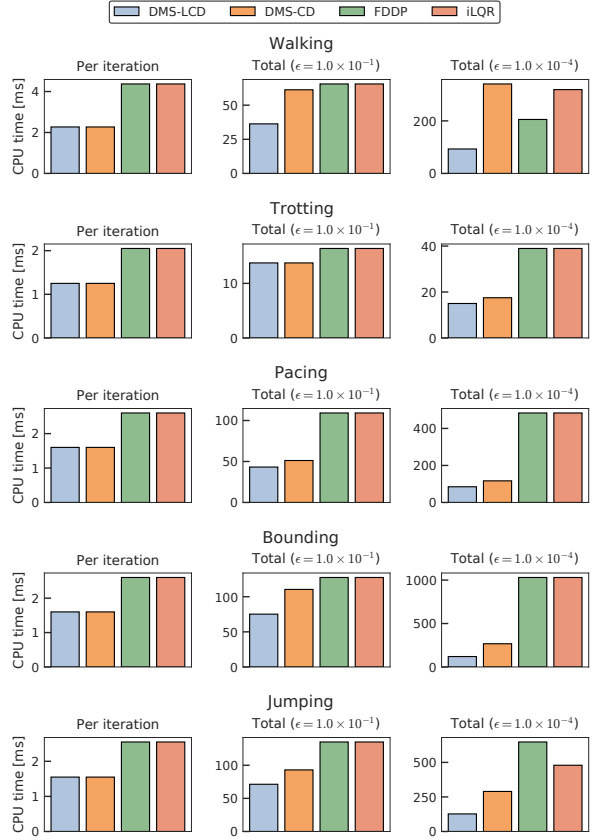 DMS-LCD DMS-CD FDDP iLQR
Walking
Per iteration Total (ϵ = 1.0 × 10⁻¹) Total (ϵ = 1.0 × 10⁻⁴)
CPU time [ms]
4
2
0
50
25
0
200
0
Trotting
Per iteration Total (ϵ = 1.0 × 10⁻¹) Total (ϵ = 1.0 × 10⁻⁴)
CPU time [ms]
2
1
0
10
0
40
20
0
Pacing
Per iteration Total (ϵ = 1.0 × 10⁻¹) Total (ϵ = 1.0 × 10⁻⁴)
CPU time [ms]
2
1
0
100
50
0
400
200
0
Bounding
Per iteration Total (ϵ = 1.0 × 10⁻¹) Total (ϵ = 1.0 × 10⁻⁴)
CPU time [ms]
2
1
0
100
50
0
1000
500
0
Jumping
Per iteration Total (ϵ = 1.0 × 10⁻¹) Total (ϵ = 1.0 × 10⁻⁴)
CPU time [ms]
2
1
0
100
50
0
500
250
0